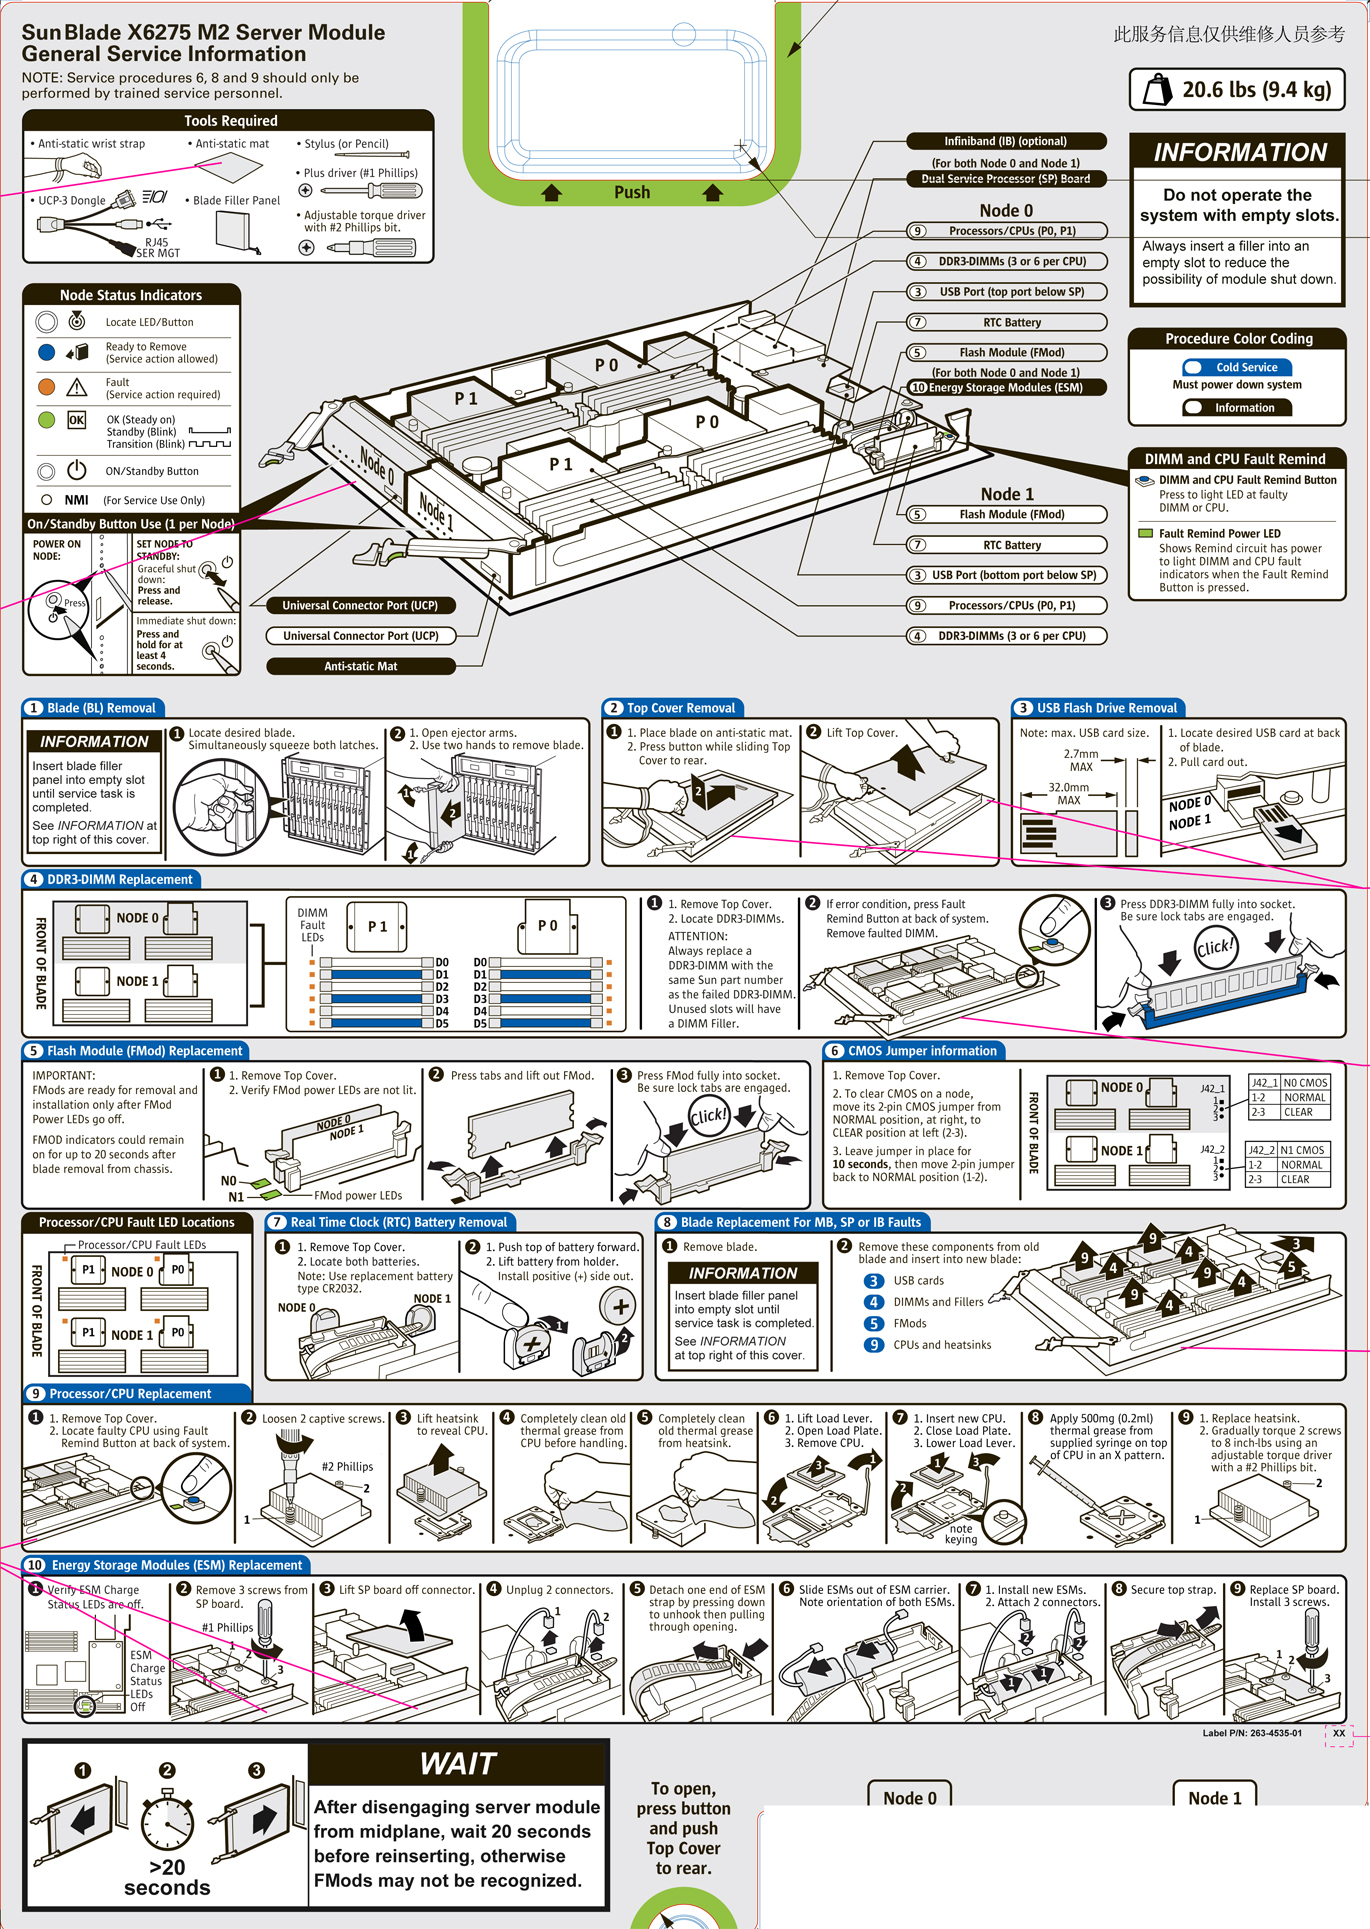 Sun Blade X6275 M2 Server Module
General Service Information
NOTE: Service procedures 6, 8 and 9 should only be
performed by trained service personnel.
此服务信息仅供维修人员参考
20.6 lbs (9.4 kg)
Push
Tools Required
• Anti-static wrist strap
• Anti-static mat
• Stylus (or Pencil)
• Plus driver (#1 Phillips)
• UCP-3 Dongle
RJ45
SER MGT
• Blade Filler Panel
• Adjustable torque driver
with #2 Phillips bit.
INFORMATION
Do not operate the
system with empty slots.
Always insert a filler into an
empty slot to reduce the
possibility of module shut down.
Procedure Color Coding
Cold Service
Must power down system
Information
DIMM and CPU Fault Remind
DIMM and CPU Fault Remind Button
Press to light LED at faulty
DIMM or CPU.
Fault Remind Power LED
Shows Remind circuit has power
to light DIMM and CPU fault
indicators when the Fault Remind
Button is pressed.
Node Status Indicators
Locate LED/Button
Ready to Remove
(Service action allowed)
Fault
(Service action required)
OK
OK (Steady on)
Standby (Blink)
Transition (Blink)
ON/Standby Button
NMI (For Service Use Only)
On/Standby Button Use (1 per Node)
POWER ON
NODE:
Press
SET NODE TO
STANDBY:
Graceful shut
down:
Press and
release.
Immediate shut down:
Press and
hold for at
least 4
seconds.
Infiniband (IB) (optional)
(For both Node 0 and Node 1)
Dual Service Processor (SP) Board
Node 0
9 Processors/CPUs (P0, P1)
4 DDR3-DIMMs (3 or 6 per CPU)
3 USB Port (top port below SP)
7 RTC Battery
5 Flash Module (FMod)
(For both Node 0 and Node 1)
10 Energy Storage Modules (ESM)
Node 1
5 Flash Module (FMod)
7 RTC Battery
3 USB Port (bottom port below SP)
9 Processors/CPUs (P0, P1)
4 DDR3-DIMMs (3 or 6 per CPU)
P 0
P 1
P 0
P 1
Node 0
Node 1
Universal Connector Port (UCP)
Universal Connector Port (UCP)
Anti-static Mat
1 Blade (BL) Removal
INFORMATION
Insert blade filler
panel into empty slot
until service task is
completed.
See INFORMATION at
top right of this cover.
1 Locate desired blade.
Simultaneously squeeze both latches.
2 1. Open ejector arms.
2. Use two hands to remove blade.
1
2
1
2 Top Cover Removal
1 1. Place blade on anti-static mat.
2. Press button while sliding Top
Cover to rear.
2
2 Lift Top Cover.
3 USB Flash Drive Removal
Note: max. USB card size.
2.7mm
MAX
32.0mm
MAX
1. Locate desired USB card at back
of blade.
2. Pull card out.
NODE 0
NODE 1
4 DDR3-DIMM Replacement
FRONT OF BLADE
NODE 0
NODE 1
DIMM
Fault
LEDs
P 1
P 0
D0 D0
D1 D1
D2 D2
D3 D3
D4 D4
D5 D5
1 1. Remove Top Cover.
2. Locate DDR3-DIMMs.
ATTENTION:
Always replace a
DDR3-DIMM with the
same Sun part number
as the failed DDR3-DIMM.
Unused slots will have
a DIMM Filler.
2 If error condition, press Fault
Remind Button at back of system.
Remove faulted DIMM.
3 Press DDR3-DIMM fully into socket.
Be sure lock tabs are engaged.
Click!
5 Flash Module (FMod) Replacement
IMPORTANT:
FMods are ready for removal and
installation only after FMod
Power LEDs go off.
FMOD indicators could remain
on for up to 20 seconds after
blade removal from chassis.
1 1. Remove Top Cover.
2. Verify FMod power LEDs are not lit.
NODE 0
NODE 1
N0
N1
FMod power LEDs
2 Press tabs and lift out FMod.
3 Press FMod fully into socket.
Be sure lock tabs are engaged.
Click!
6 CMOS Jumper information
1. Remove Top Cover.
2. To clear CMOS on a node,
move its 2-pin CMOS jumper from
NORMAL position, at right, to
CLEAR position at left (2-3).
3. Leave jumper in place for
10 seconds, then move 2-pin jumper
back to NORMAL position (1-2).
FRONT OF BLADE
NODE 0
J42_1
1
2
3
NODE 1
J42_2
1
2
3
J42_1 N0 CMOS
1-2 NORMAL
2-3 CLEAR
J42_2 N1 CMOS
1-2 NORMAL
2-3 CLEAR
Processor/CPU Fault LED Locations
Processor/CPU Fault LEDs
FRONT OF BLADE
P1 NODE 0 P0
P1 NODE 1 P0
7 Real Time Clock (RTC) Battery Removal
1 1. Remove Top Cover.
2. Locate both batteries.
Note: Use replacement battery
type CR2032.
NODE 0
NODE 1
2 1. Push top of battery forward.
2. Lift battery from holder.
Install positive (+) side out.
1
2
8 Blade Replacement For MB, SP or IB Faults
1 Remove blade.
INFORMATION
Insert blade filler panel
into empty slot until
service task is completed.
See INFORMATION
at top right of this cover.
2 Remove these components from old
blade and insert into new blade:
3 USB cards
4 DIMMs and Fillers
5 FMods
9 CPUs and heatsinks
9
3
9
4
5
4
9
4
9
4
9 Processor/CPU Replacement
1 1. Remove Top Cover.
2. Locate faulty CPU using Fault
Remind Button at back of system.
2 Loosen 2 captive screws.
#2 Phillips
2
1
3 Lift heatsink
to reveal CPU.
4 Completely clean old
thermal grease from
CPU before handling.
5 Completely clean
old thermal grease
from heatsink.
6 1. Lift Load Lever.
2. Open Load Plate.
3. Remove CPU.
1
3
2
7 1. Insert new CPU.
2. Close Load Plate.
3. Lower Load Lever.
1
3
2
note
keying
8 Apply 500mg (0.2ml)
thermal grease from
supplied syringe on top
of CPU in an X pattern.
9 1. Replace heatsink.
2. Gradually torque 2 screws
to 8 inch-lbs using an
adjustable torque driver
with a #2 Phillips bit.
2
1
10 Energy Storage Modules (ESM) Replacement
1 Verify ESM Charge
Status LEDs are off.
ESM
Charge
Status
LEDs
Off
2 Remove 3 screws from
SP board.
#1 Phillips
1
2
3
3 Lift SP board off connector.
4 Unplug 2 connectors.
1
2
5 Detach one end of ESM
strap by pressing down
to unhook then pulling
through opening.
6 Slide ESMs out of ESM carrier.
Note orientation of both ESMs.
7 1. Install new ESMs.
2. Attach 2 connectors.
2
2
1
1
8 Secure top strap.
9 Replace SP board.
Install 3 screws.
1 2
3
Label P/N: 263-4535-01 XX
1
2
3
>20
seconds
WAIT
After disengaging server module
from midplane, wait 20 seconds
before reinserting, otherwise
FMods may not be recognized.
To open,
press button
and push
Top Cover
to rear.
Node 0
Node 1